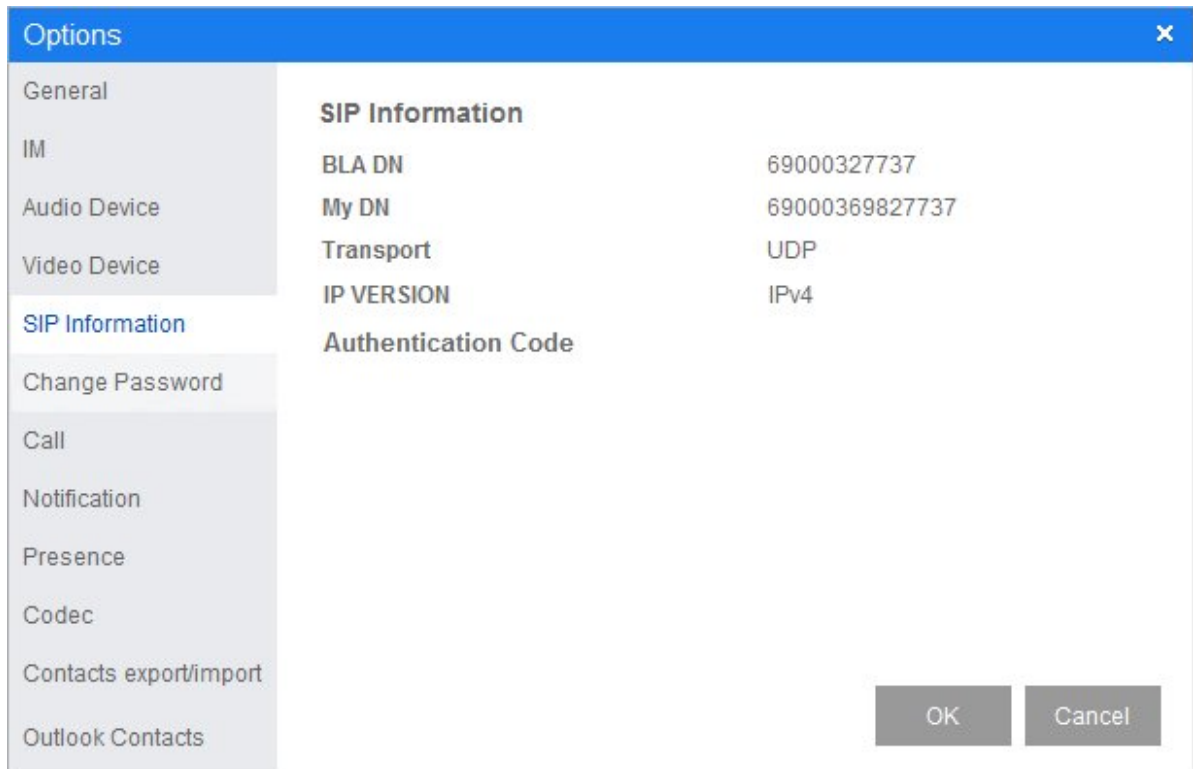 Options
General
IM
Audio Device
Video Device
SIP Information
Change Password
Call
Notification
Presence
Codec
Contacts export/import
Outlook Contacts
SIP Information
BLA DN 69000327737
My DN 69000369827737
Transport UDP
IP VERSION IPv4
Authentication Code
OK Cancel